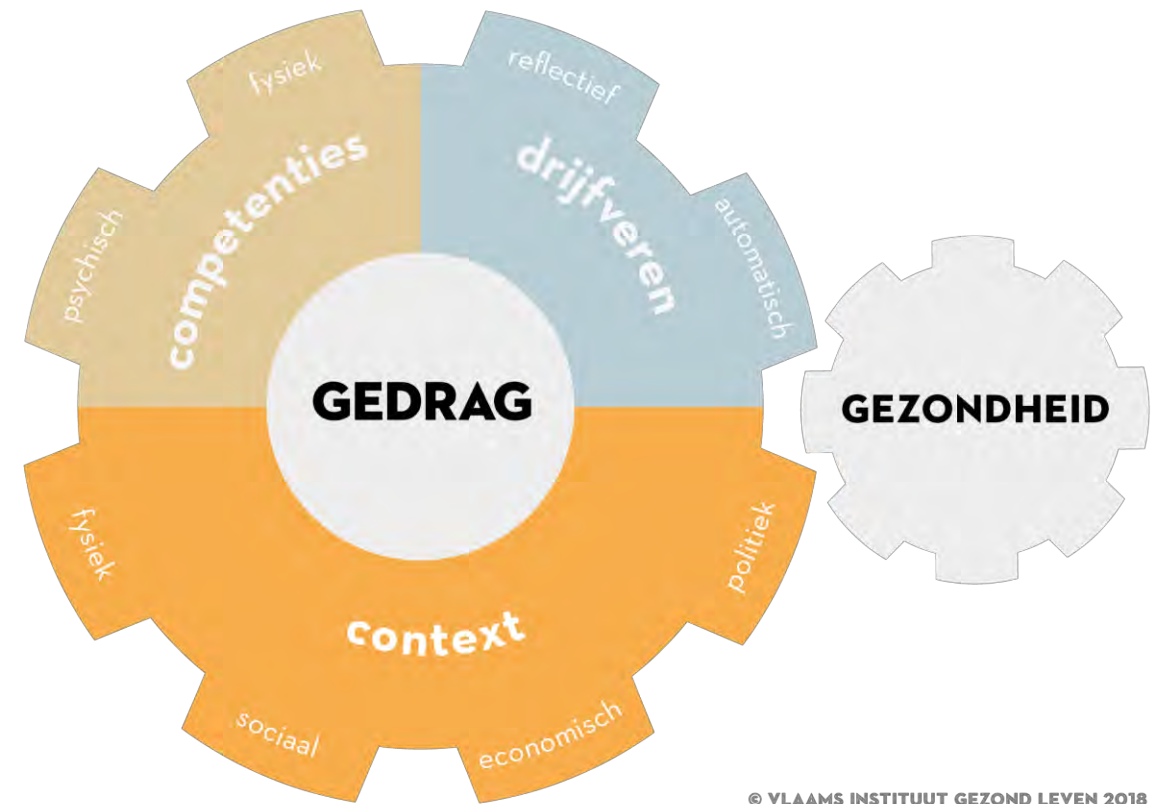 fysiek
reflectief
competenties
drijfveren
psychisch
automatisch
GEDRAG
GEZONDHEID
fysiek
politiek
context
sociaal
economisch
© VLAAMS INSTITUUT GEZOND LEVEN 2018